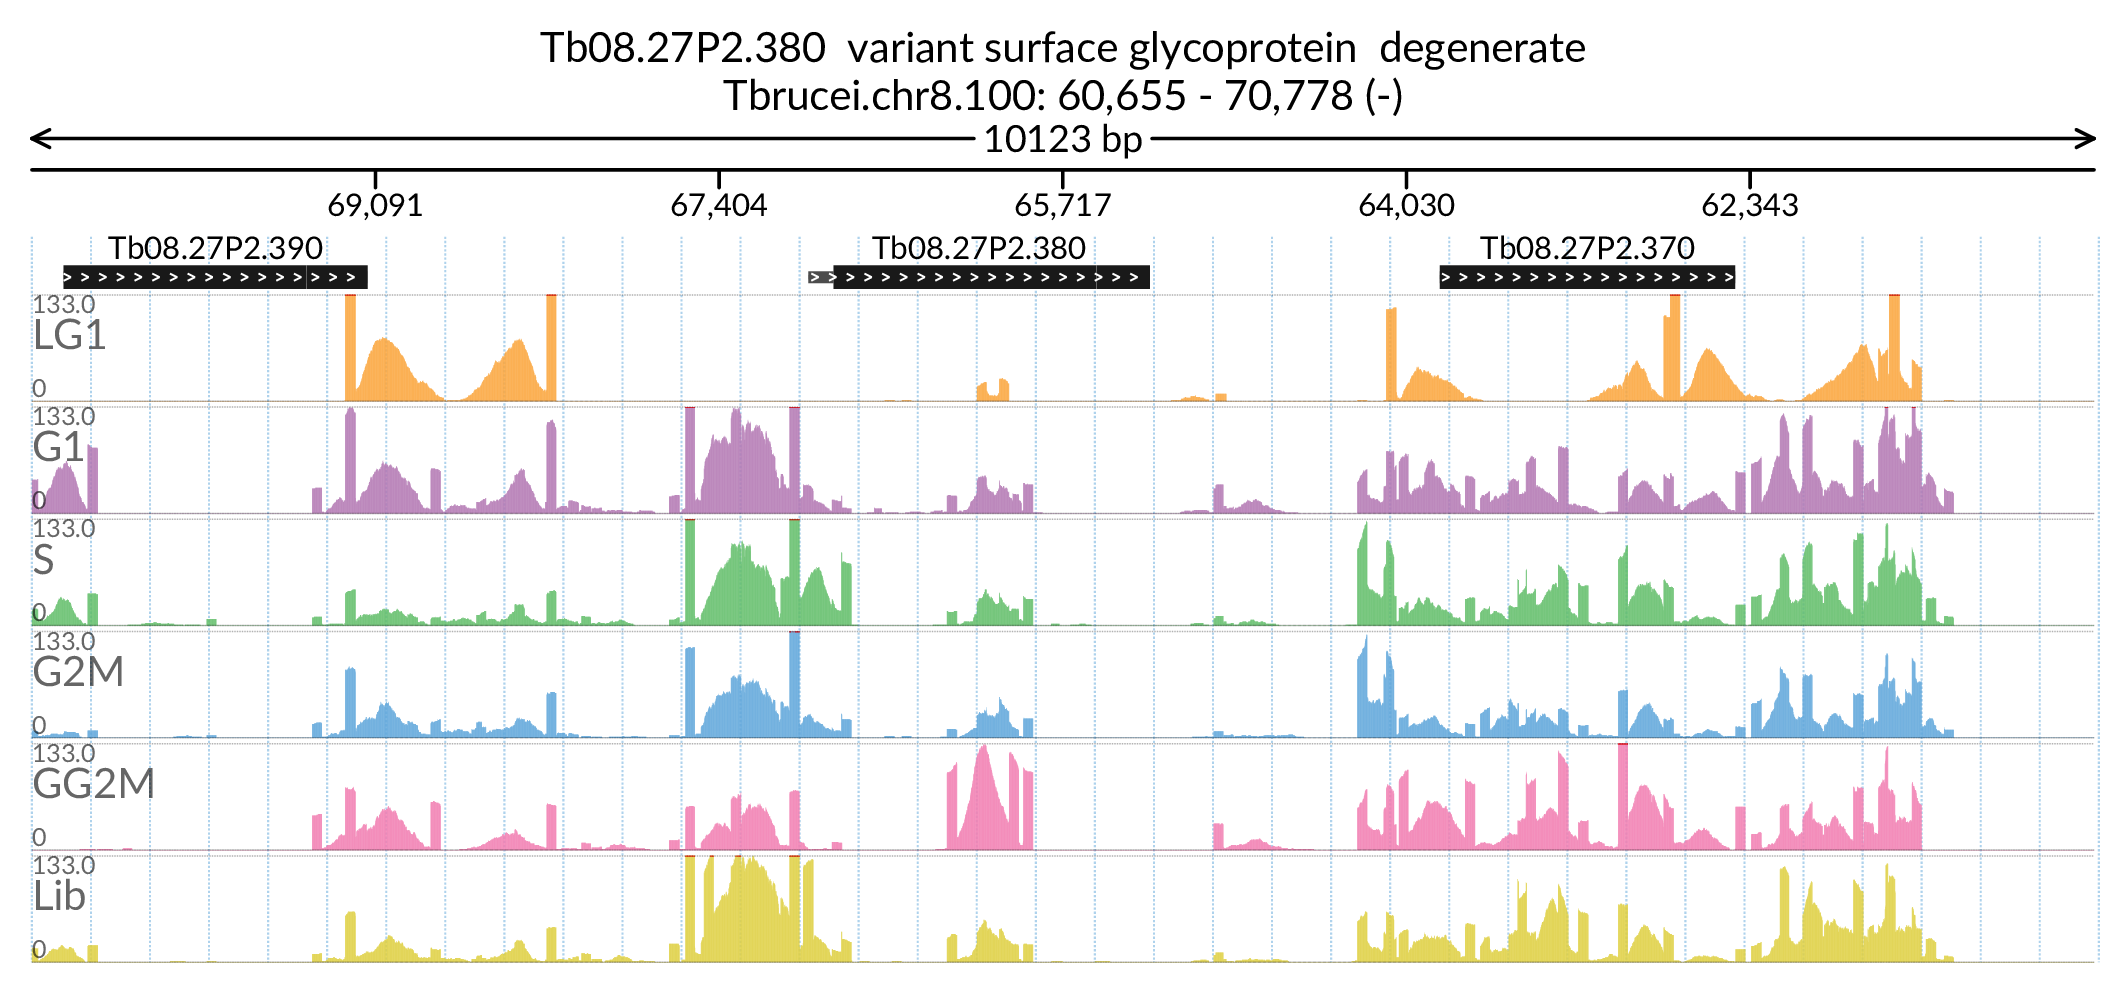 Tb08.27P2.380 variant surface glycoprotein degenerate
Tbrucei.chr8.100: 60,655 - 70,778 (-)
10123 bp
69,091 67,404 65,717 64,030 62,343
Tb08.27P2.390 Tb08.27P2.380 Tb08.27P2.370
133.0
LG1
0
133.0
G1
0
133.0
S
0
133.0
G2M
0
133.0
GG2M
0
133.0
Lib
0